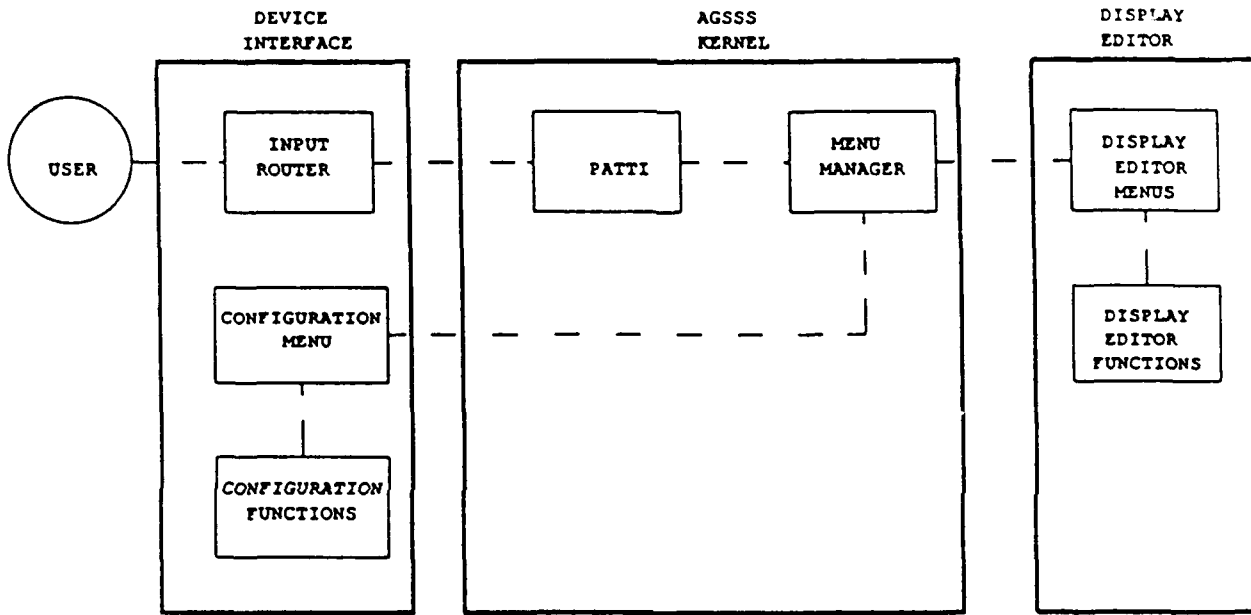 DEVICE
INTERFACE
AGSSS
KERNEL
DISPLAY
EDITOR
USER
INPUT
ROUTER
PATTI
MENU
MANAGER
DISPLAY
EDITOR
MENUS
CONFIGURATION
MENU
DISPLAY
EDITOR
FUNCTIONS
CONFIGURATION
FUNCTIONS